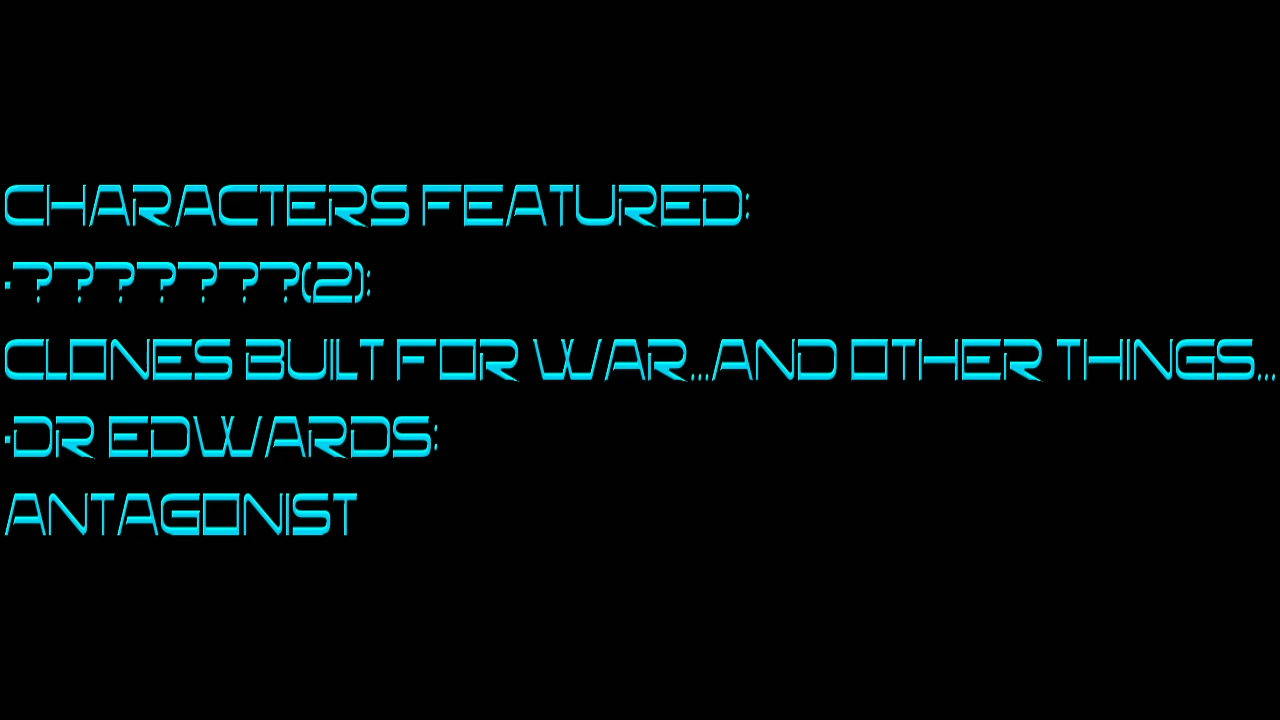 CHARACTERS FEATURED:
·???????(2):
CLONES BUILT FOR WAR...AND OTHER THINGS...
·DR EDWARDS:
ANTAGONIST